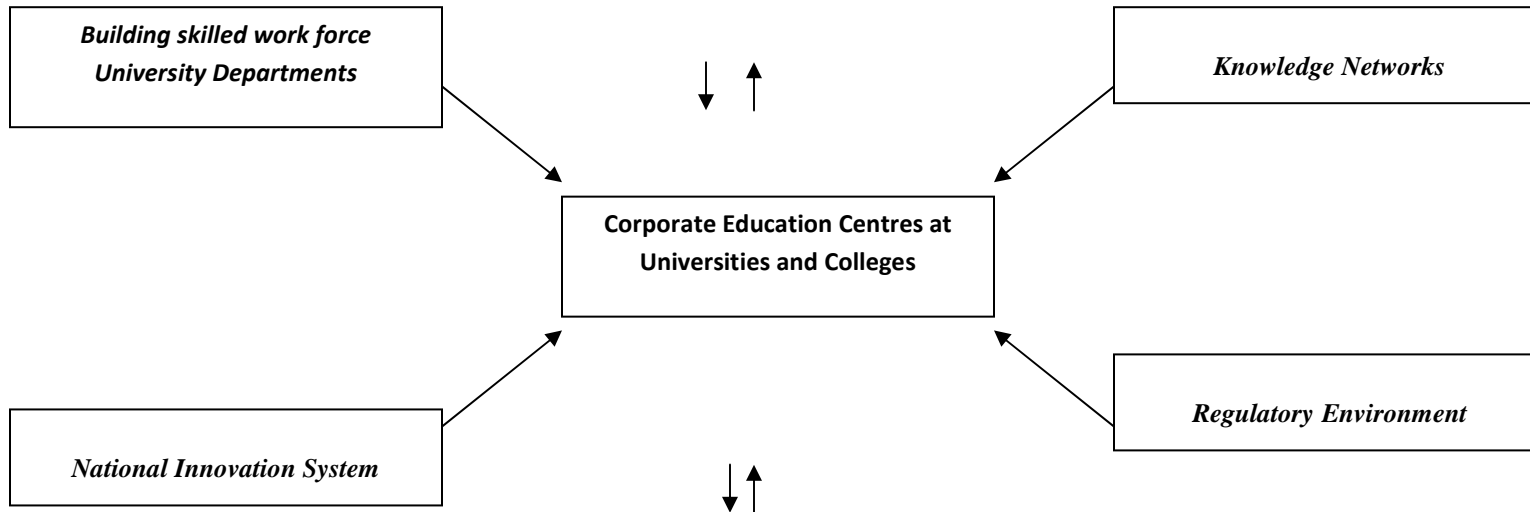 Building skilled work force
University Departments
Knowledge Networks
Corporate Education Centres at
Universities and Colleges
Regulatory Environment
National Innovation System